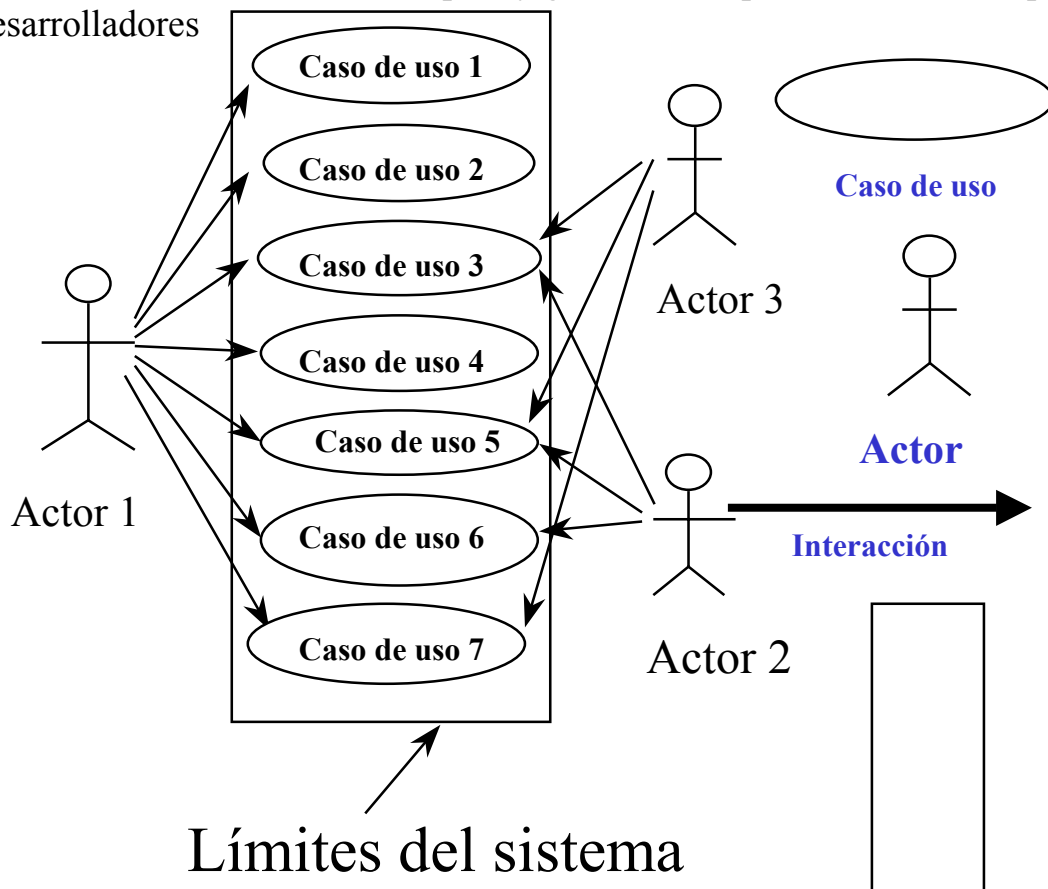 esarrolladores
Caso de uso 1
Caso de uso 2
Caso de uso
Caso de uso 3
Actor 3
Caso de uso 4
Caso de uso 5
Actor
Actor 1
Caso de uso 6
Interacción
Caso de uso 7
Actor 2
Límites del sistema